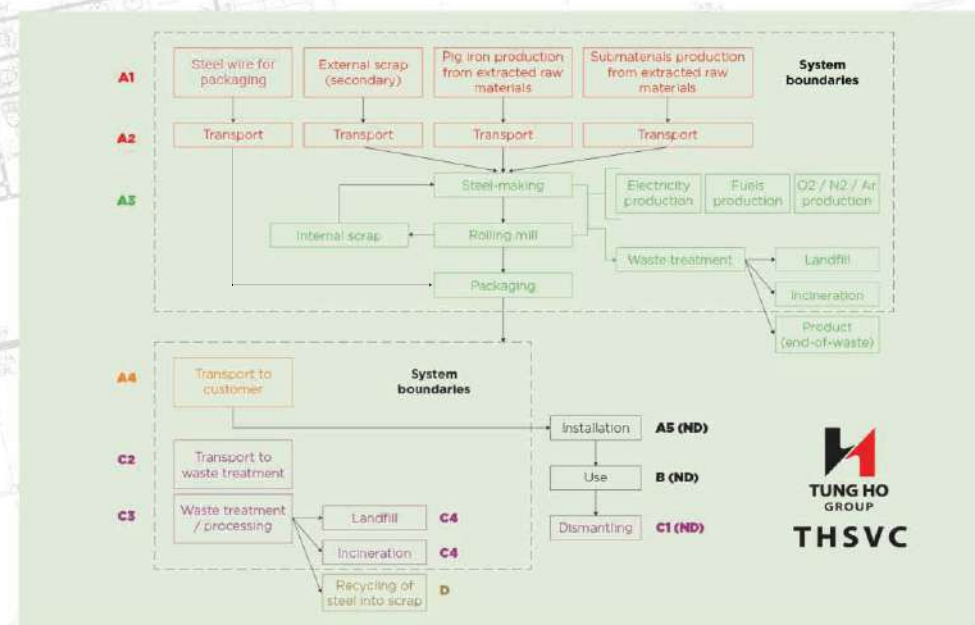 A1
Steel wire for
packaging
External scrap
(secondary)
Pig iron production
from extracted raw
materials
Submaterials production
from extracted raw
materials
System
boundaries
A2
Transport
Transport
Transport
Transport
A3
Steel-making
Electricity
production
Fuels
production
O2 / N2 / Ar
production
Internal scrap
Rolling mill
Waste treatment
Landfill
Packaging
Incineration
Product
(end-of-waste)
A4
Transport to
customer
System
boundaries
Installation
A5 (ND)
C2
Transport to
waste treatment
Use
B (ND)
C3
Waste treatment
/ processing
Landfill
C4
Dismantling
C1 (ND)
Incineration
C4
Recycling of
steel into scrap
D
TUNG HO
GROUP
THSVC